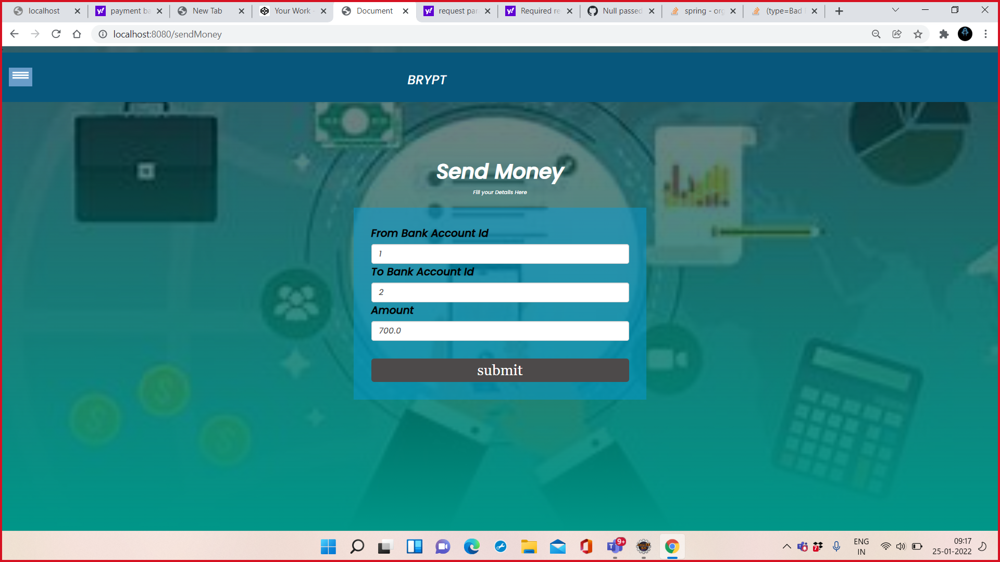 localhost
payment ba
New Tab
Your Work -
Document
request par
Required re
Null passed
spring - org
(type=Bad
localhost:8080/sendMoney
BRYPT
Send Money
Fill your Details Here
From Bank Account Id
1
To Bank Account Id
2
Amount
700.0
submit
9+
7
ENG
IN
09:17
25-01-2022